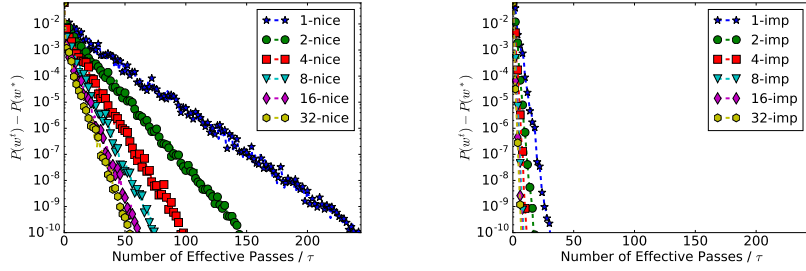 10^-2
10^-3
10^-4
10^-5
10^-6
10^-7
10^-8
10^-9
10^-10
P(w^t) − P(w^*)
0 50 100 150 200
Number of Effective Passes / τ
1-nice
2-nice
4-nice
8-nice
16-nice
32-nice
10^-2
10^-3
10^-4
10^-5
10^-6
10^-7
10^-8
10^-9
10^-10
P(w^t) − P(w^*)
0 50 100 150 200
Number of Effective Passes / τ
1-imp
2-imp
4-imp
8-imp
16-imp
32-imp